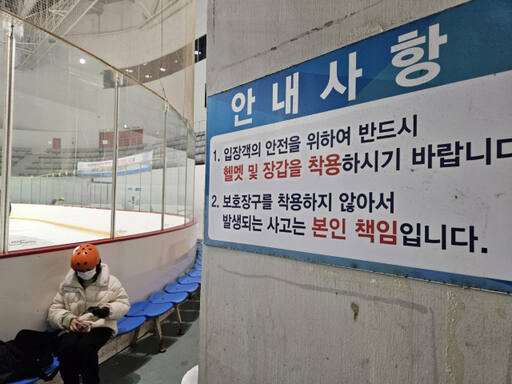 안내사항
1. 입장객의 안전을 위하여 반드시
헬멧 및 장갑을 착용하시기 바랍니다
2. 보호장구를 착용하지 않아서
발생되는 사고는 본인 책임입니다.